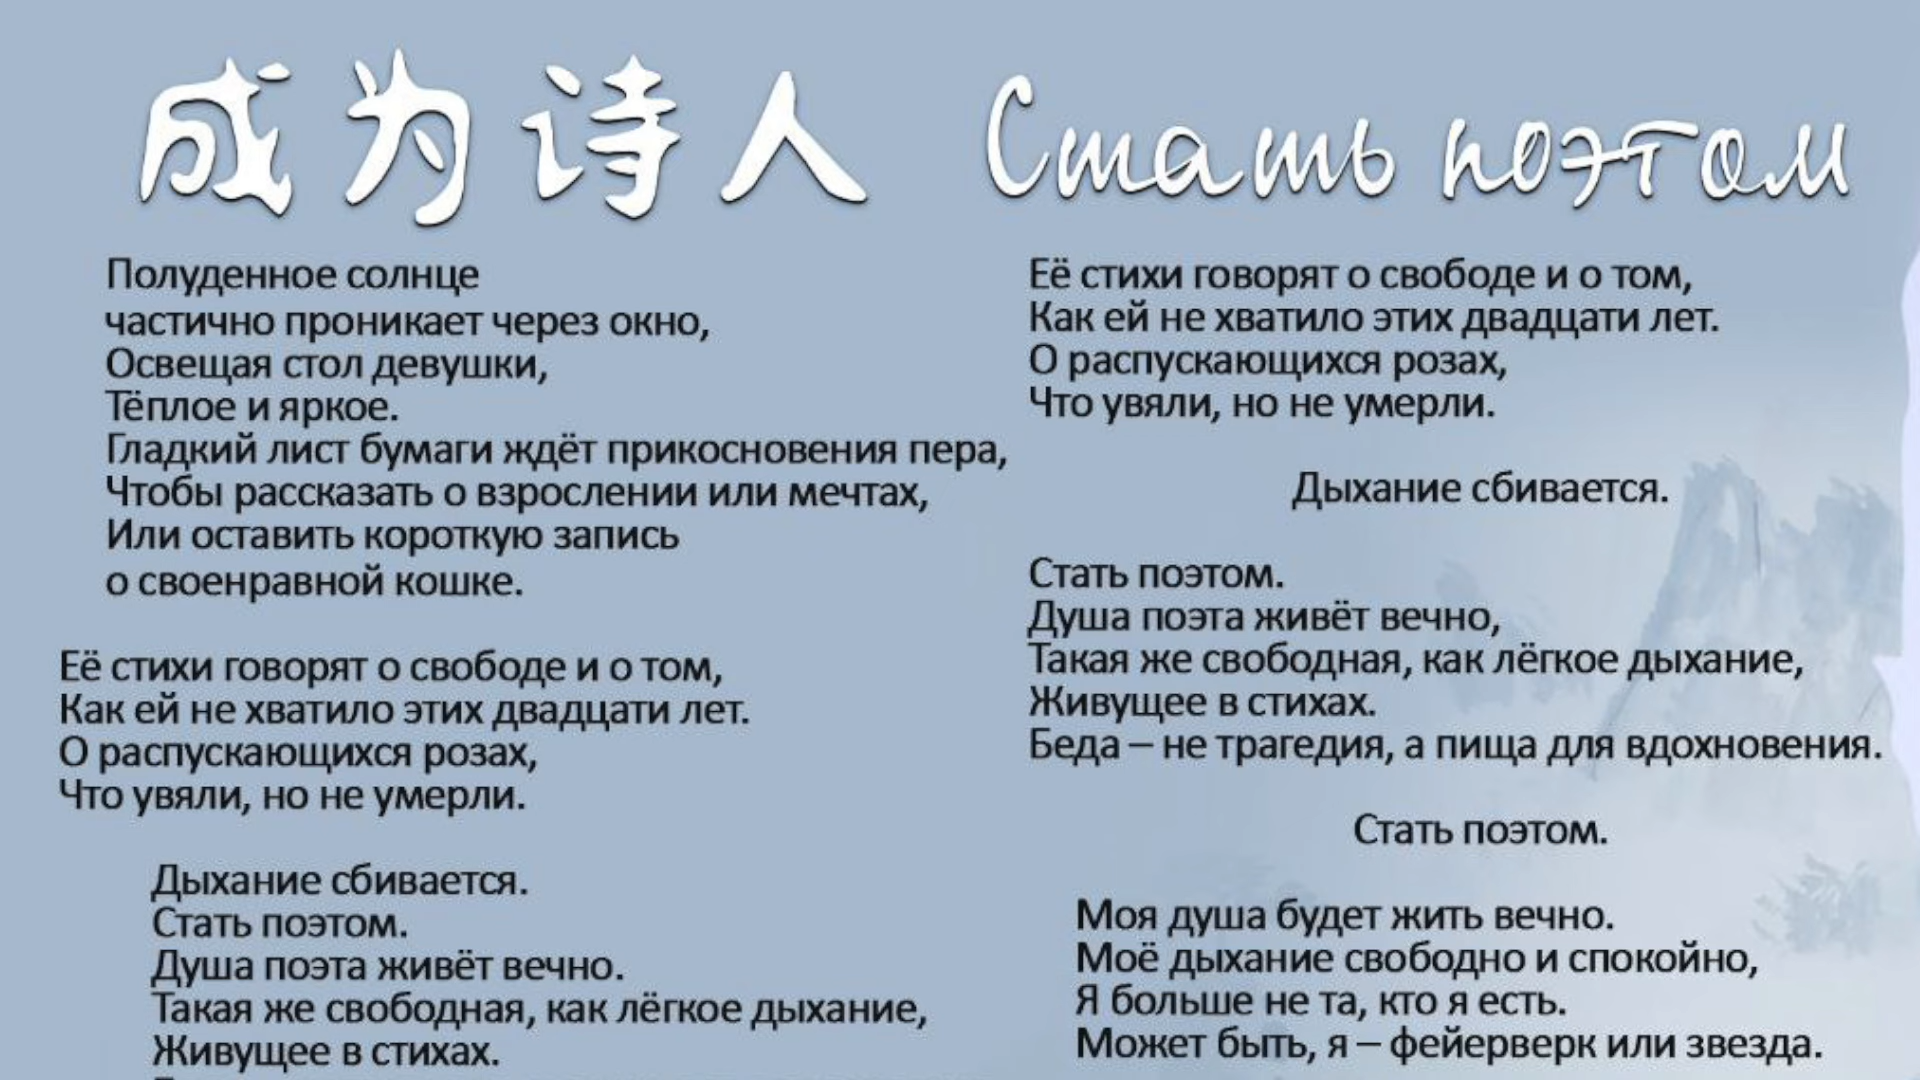 成为诗人 Стать поэтом
Полуденное солнце
частично проникает через окно,
Освещая стол девушки,
Тёплое и яркое.
Гладкий лист бумаги ждёт прикосновения пера,
Чтобы рассказать о взрослении или мечтах,
Или оставить короткую запись
о своенравной кошке.
Её стихи говорят о свободе и о том,
Как ей не хватило этих двадцати лет.
О распускающихся розах,
Что увяли, но не умерли.
Дыхание сбивается.
Стать поэтом.
Душа поэта живёт вечно.
Такая же свободная, как лёгкое дыхание,
Живущее в стихах.
Её стихи говорят о свободе и о том,
Как ей не хватило этих двадцати лет.
О распускающихся розах,
Что увяли, но не умерли.
Дыхание сбивается.
Стать поэтом.
Душа поэта живёт вечно,
Такая же свободная, как лёгкое дыхание,
Живущее в стихах.
Беда – не трагедия, а пища для вдохновения.
Стать поэтом.
Моя душа будет жить вечно.
Моё дыхание свободно и спокойно,
Я больше не та, кто я есть.
Может быть, я – фейерверк или звезда.